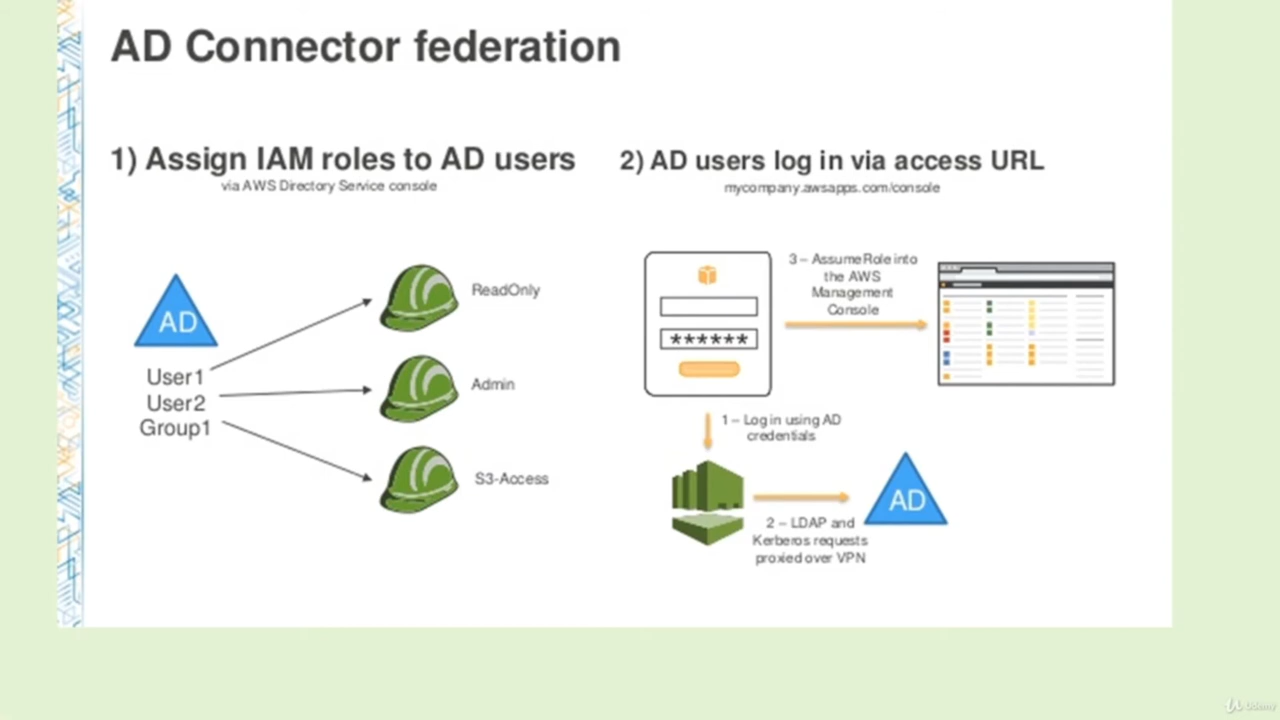 AD Connector federation
1) Assign IAM roles to AD users
via AWS Directory Service console
AD
User1
User2
Group1
ReadOnly
Admin
S3-Access
2) AD users log in via access URL
mycompany.awsapps.com/console
******
3 – AssumeRole into
the AWS
Management
Console
1 – Log in using AD
credentials
2 – LDAP and
Kerberos requests
proxied over VPN
AD
Udemy